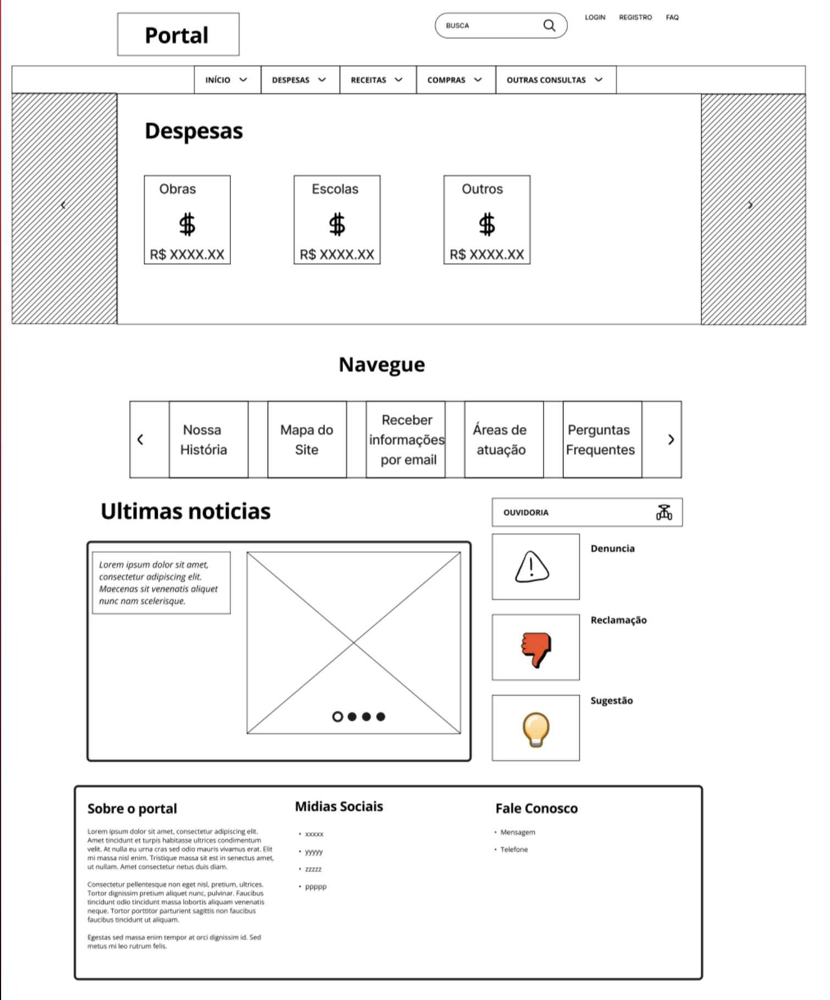 Portal
BUSCA
LOGIN REGISTRO FAQ
INÍCIO DESPESAS RECEITAS COMPRAS OUTRAS CONSULTAS
Despesas
Obras
$
R$ XXXX.XX
Escolas
$
R$ XXXX.XX
Outros
$
R$ XXXX.XX
Navegue
Nossa
História
Mapa do
Site
Receber
informações
por email
Áreas de
atuação
Perguntas
Frequentes
Ultimas noticias
Lorem ipsum dolor sit amet,
consectetur adipiscing elit.
Maecenas sit venenatis aliquet
nunc nam scelerisque.
OUVIDORIA
Denuncia
Reclamação
Sugestão
Sobre o portal
Lorem ipsum dolor sit amet, consectetur adipiscing elit.
Amet tincidunt et turpis habitasse ultrices condimentum
velit. At nulla eu urna cras sed odio mauris vivamus erat. Elit
mi massa nisl enim. Tristique massa sit est in senectus amet,
ut nullam. Amet consectetur netus duis diam.
Consectetur pellentesque non eget nisl, pretium, ultrices.
Tortor dignissim pretium aliquet nunc, pulvinar. Faucibus
tincidunt odio tincidunt massa lobortis aliquam venenatis
neque. Tortor porttitor parturient sagittis non faucibus
faucibus tincidunt ut aliquam.
Egestas sed massa enim tempor at orci dignissim id. Sed
metus mi leo rutrum felis.
Midias Sociais
• xxxxx
• yyyyy
• zzzzz
• ppppp
Fale Conosco
• Mensagem
• Telefone